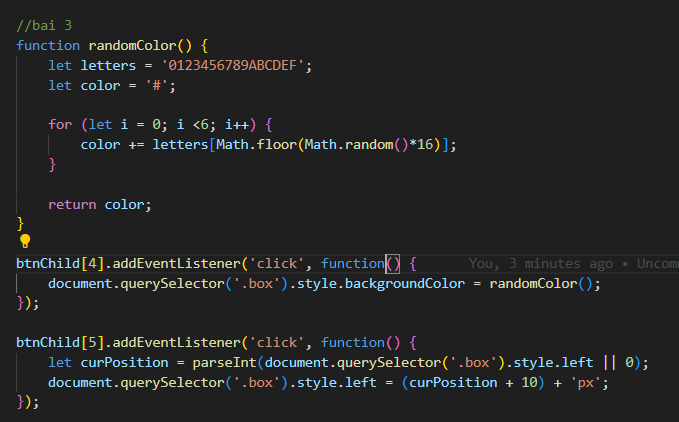 //bai 3
function randomColor() {
    let letters = '0123456789ABCDEF';
    let color = '#';

    for (let i = 0; i <6; i++) {
        color += letters[Math.floor(Math.random()*16)];
    }

    return color;
}

btnChild[4].addEventListener('click', function() {      You, 3 minutes ago • Uncomm
    document.querySelector('.box').style.backgroundColor = randomColor();
});

btnChild[5].addEventListener('click', function() {
    let curPosition = parseInt(document.querySelector('.box').style.left || 0);
    document.querySelector('.box').style.left = (curPosition + 10) + 'px';
});